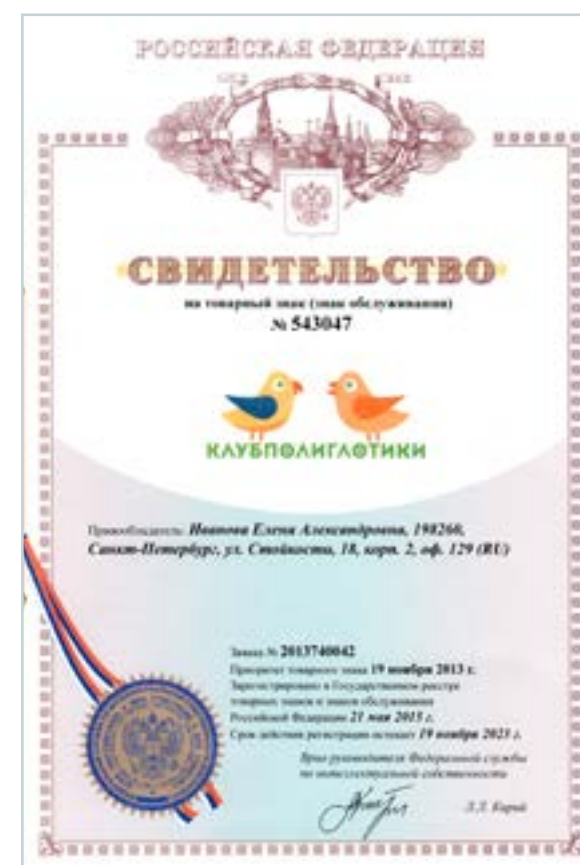 РОССИЙСКАЯ ФЕДЕРАЦИЯ
СВИДЕТЕЛЬСТВО
на товарный знак (знак обслуживания)
№ 543047
КЛУБПОЛИГЛОТИКИ
Правообладатель: Иванова Елена Александровна, 198260,
Санкт-Петербург, ул. Стойкости, 18, корп. 2, оф. 129 (RU)
Заявка № 2013740042
Приоритет товарного знака 19 ноября 2013 г.
Зарегистрировано в Государственном реестре
товарных знаков и знаков обслуживания
Российской Федерации 21 мая 2015 г.
Срок действия регистрации истекает 19 ноября 2023 г.
Врио руководителя Федеральной службы
по интеллектуальной собственности
Л.Л. Кирий